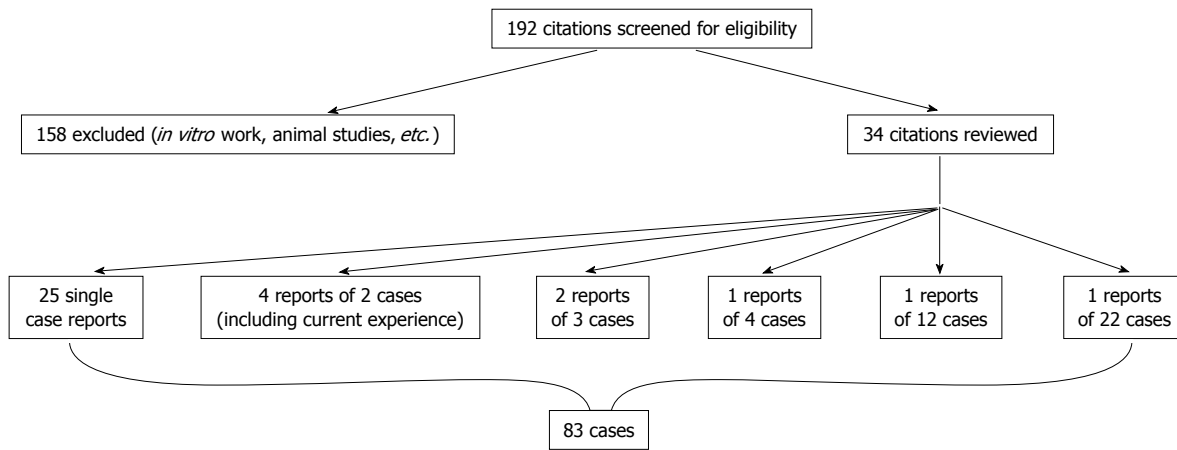 192 citations screened for eligibility
158 excluded (in vitro work, animal studies, etc.)
34 citations reviewed
25 single
case reports
4 reports of 2 cases
(including current experience)
2 reports
of 3 cases
1 reports
of 4 cases
1 reports
of 12 cases
1 reports
of 22 cases
83 cases